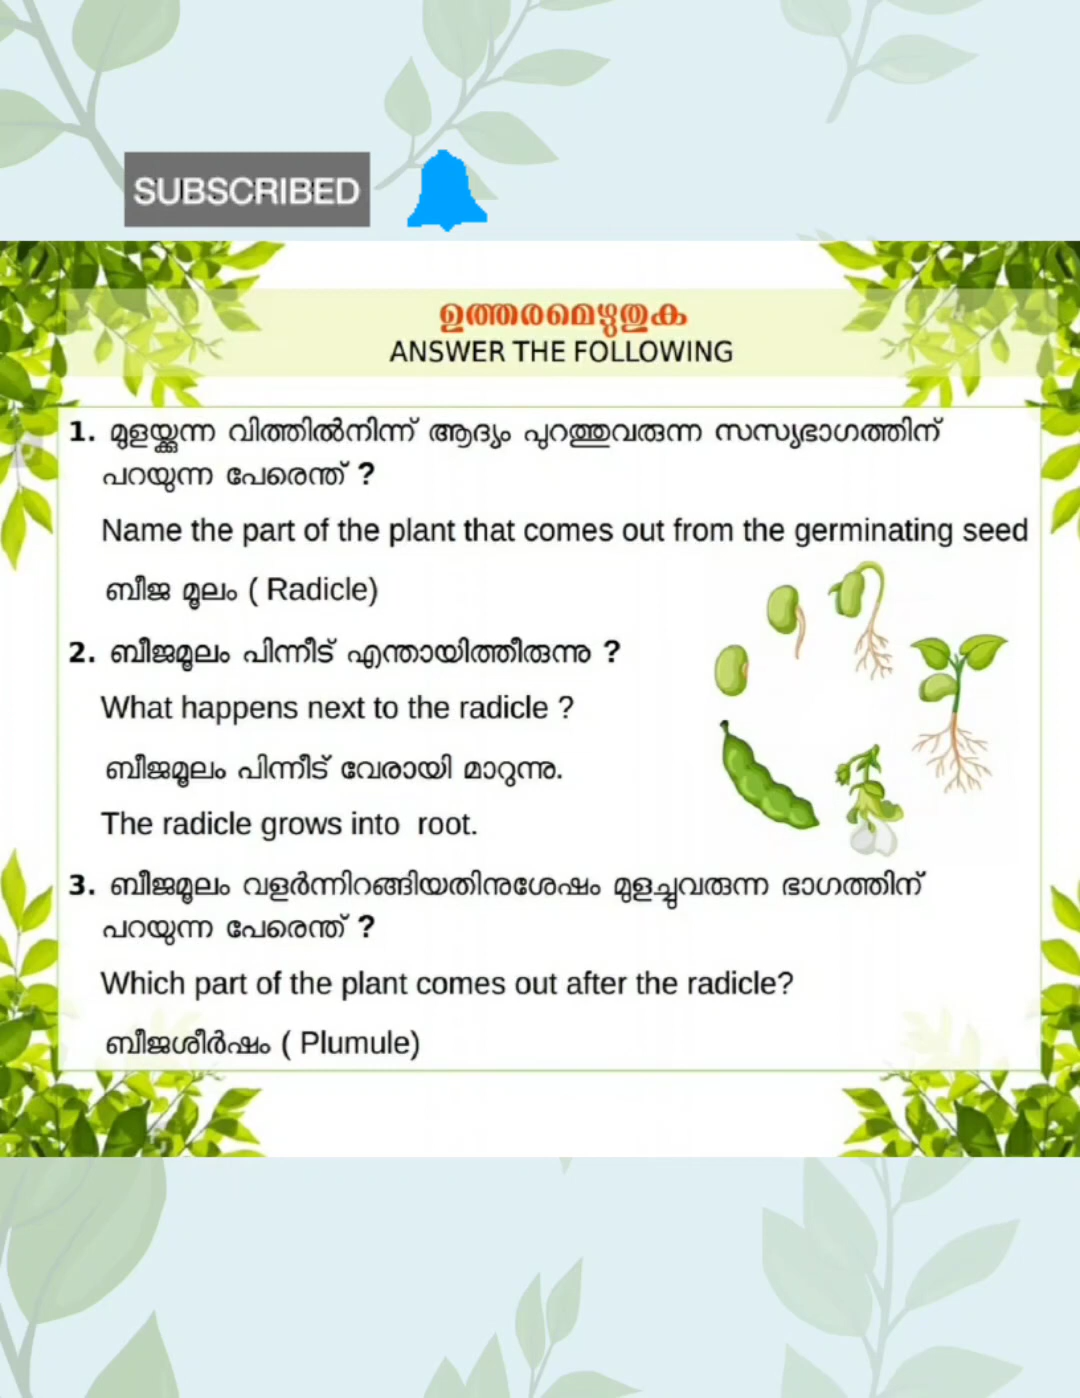 SUBSCRIBED
ഉത്തരമെഴുതുക
ANSWER THE FOLLOWING
1. മുളയ്ക്കുന്ന വിത്തിൽനിന്ന് ആദ്യം പുറത്തുവരുന്ന സസ്യഭാഗത്തിന്
പറയുന്ന പേരെന്ത് ?
Name the part of the plant that comes out from the germinating seed
ബീജ മൂലം ( Radicle)
2. ബീജമൂലം പിന്നീട് എന്തായിത്തീരുന്നു ?
What happens next to the radicle ?
ബീജമൂലം പിന്നീട് വേരായി മാറുന്നു.
The radicle grows into root.
3. ബീജമൂലം വളർന്നിറങ്ങിയതിനുശേഷം മുളച്ചുവരുന്ന ഭാഗത്തിന്
പറയുന്ന പേരെന്ത് ?
Which part of the plant comes out after the radicle?
ബീജശീർഷം ( Plumule)